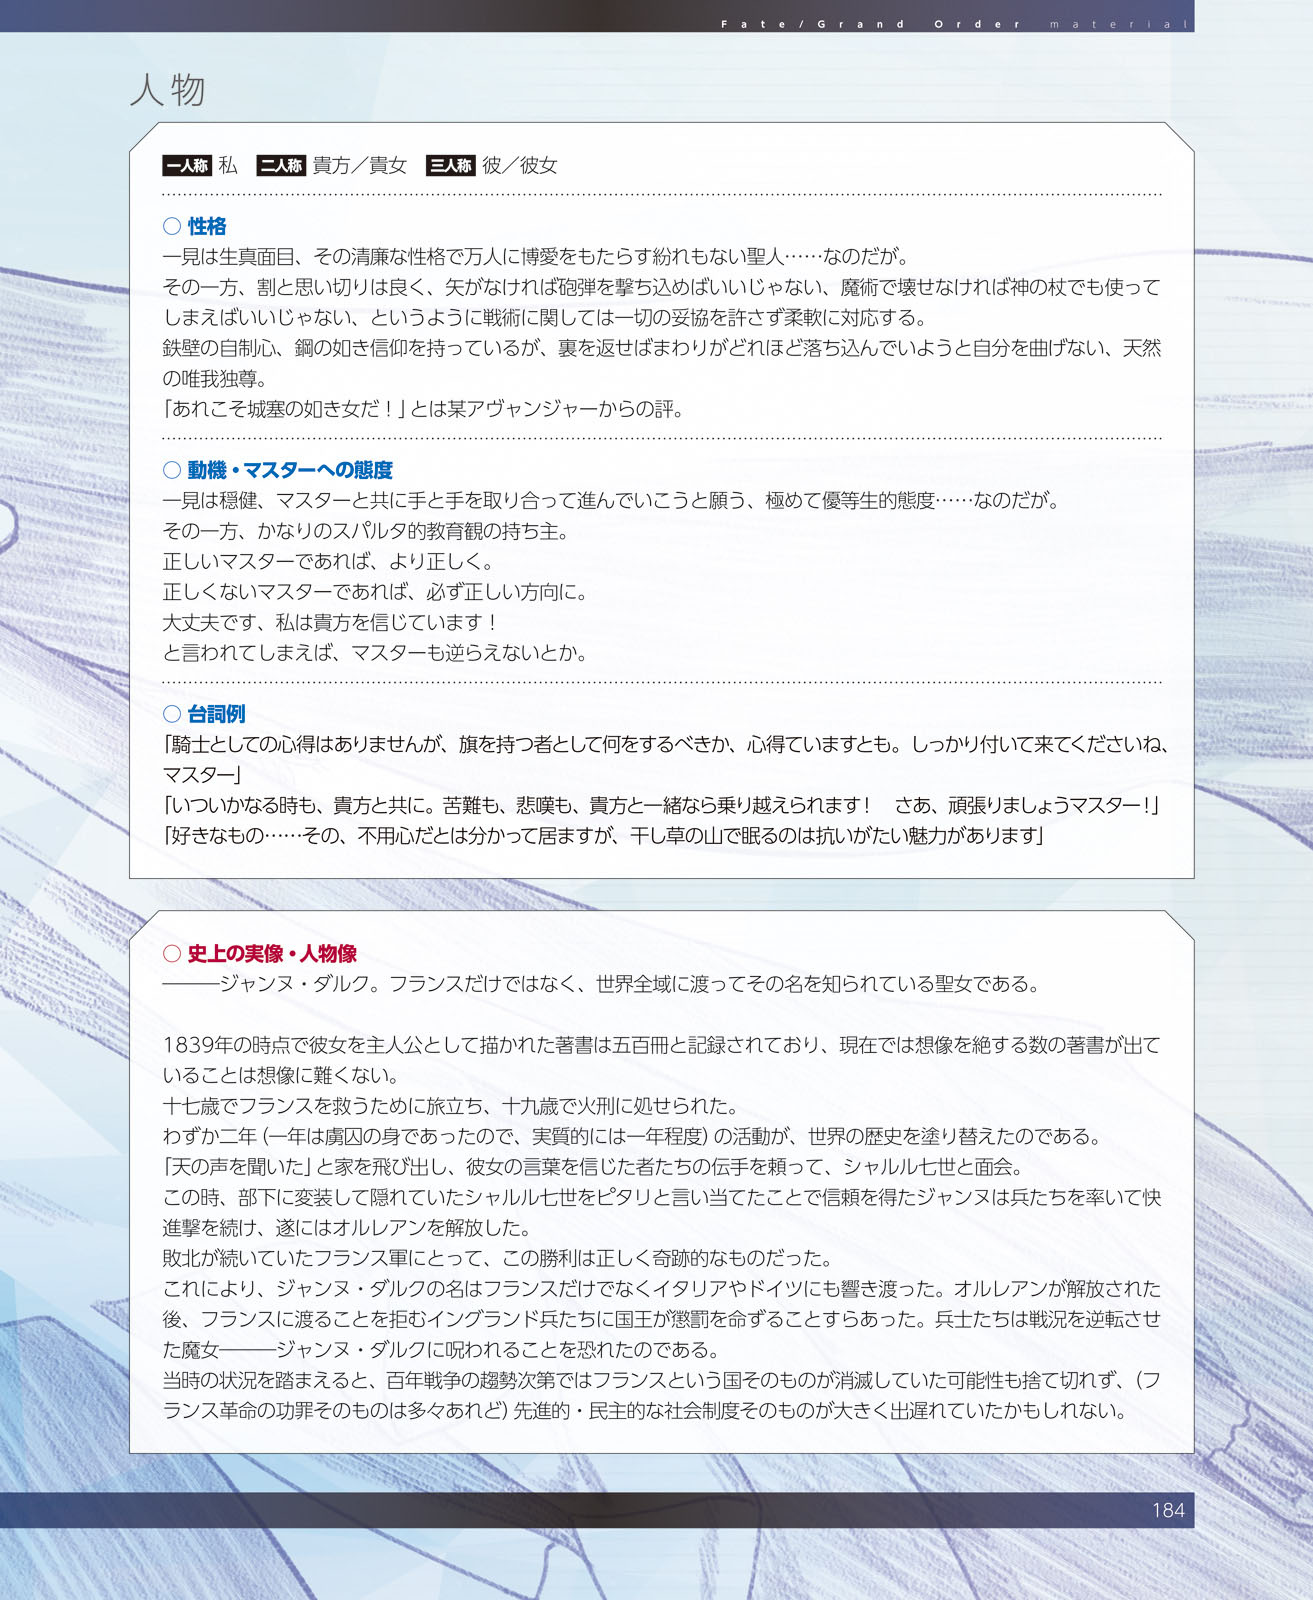 Fate/Grand Order material
人物
一人称 私 二人称 貴方／貴女 三人称 彼／彼女
○ 性格
一見は生真面目、その清廉な性格で万人に博愛をもたらす紛れもない聖人……なのだが。
その一方、割と思い切りは良く、矢がなければ砲弾を撃ち込めばいいじゃない、魔術で壊せなければ神の杖でも使って
しまえばいいじゃない、というように戦術に関しては一切の妥協を許さず柔軟に対応する。
鉄壁の自制心、鋼の如き信仰を持っているが、裏を返せばまわりがどれほど落ち込んでいようと自分を曲げない、天然
の唯我独尊。
「あれこそ城塞の如き女だ！」とは某アヴァンジャーからの評。
○ 動機・マスターへの態度
一見は穏健、マスターと共に手と手を取り合って進んでいこうと願う、極めて優等生的態度……なのだが。
その一方、かなりのスパルタ的教育観の持ち主。
正しいマスターであれば、より正しく。
正しくないマスターであれば、必ず正しい方向に。
大丈夫です、私は貴方を信じています！
と言われてしまえば、マスターも逆らえないとか。
○ 台詞例
「騎士としての心得はありませんが、旗を持つ者として何をするべきか、心得ていますとも。しっかり付いて来てくださいね、
マスター」
「いついかなる時も、貴方と共に。苦難も、悲嘆も、貴方と一緒なら乗り越えられます！　さあ、頑張りましょうマスター！」
「好きなもの……その、不用心だとは分かって居ますが、干し草の山で眠るのは抗いがたい魅力があります」
○ 史上の実像・人物像
―――ジャンヌ・ダルク。フランスだけではなく、世界全域に渡ってその名を知られている聖女である。
1839年の時点で彼女を主人公として描かれた著書は五百冊と記録されており、現在では想像を絶する数の著書が出て
いることは想像に難くない。
十七歳でフランスを救うために旅立ち、十九歳で火刑に処せられた。
わずか二年（一年は虜囚の身であったので、実質的には一年程度）の活動が、世界の歴史を塗り替えたのである。
「天の声を聞いた」と家を飛び出し、彼女の言葉を信じた者たちの伝手を頼って、シャルル七世と面会。
この時、部下に変装して隠れていたシャルル七世をピタリと言い当てたことで信頼を得たジャンヌは兵たちを率いて快
進撃を続け、遂にはオルレアンを解放した。
敗北が続いていたフランス軍にとって、この勝利は正しく奇跡的なものだった。
これにより、ジャンヌ・ダルクの名はフランスだけでなくイタリアやドイツにも響き渡った。オルレアンが解放された
後、フランスに渡ることを拒むイングランド兵たちに国王が懲罰を命ずることすらあった。兵士たちは戦況を逆転させ
た魔女―――ジャンヌ・ダルクに呪われることを恐れたのである。
当時の状況を踏まえると、百年戦争の趨勢次第ではフランスという国そのものが消滅していた可能性も捨て切れず、（フ
ランス革命の功罪そのものは多々あれど）先進的・民主的な社会制度そのものが大きく出遅れていたかもしれない。
184